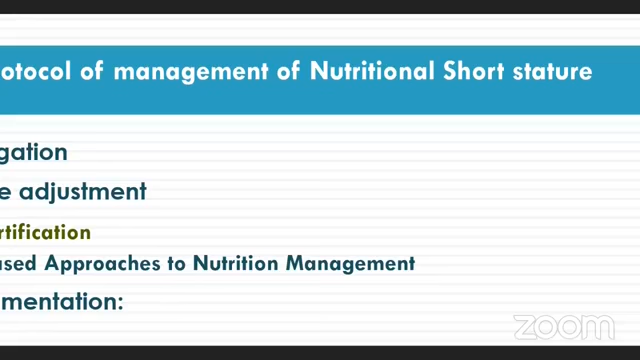 otocol of management of Nutritional Short stature
gation
e adjustment
rtification
ased Approaches to Nutrition Management
mentation:
zoom